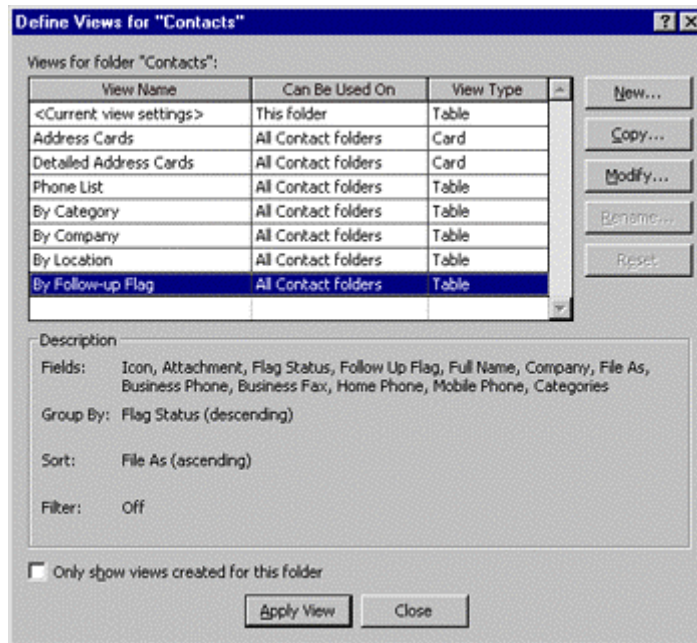 Define Views for "Contacts"
Views for folder "Contacts":
View Name Can Be Used On View Type
<Current view settings> This folder Table
Address Cards All Contact folders Card
Detailed Address Cards All Contact folders Card
Phone List All Contact folders Table
By Category All Contact folders Table
By Company All Contact folders Table
By Location All Contact folders Table
By Follow-up Flag All Contact folders Table
New...
Copy...
Modify...
Rename...
Reset
Description
Fields: Icon, Attachment, Flag Status, Follow Up Flag, Full Name, Company, File As,
Business Phone, Business Fax, Home Phone, Mobile Phone, Categories
Group By: Flag Status (descending)
Sort: File As (ascending)
Filter: Off
Only show views created for this folder
Apply View Close